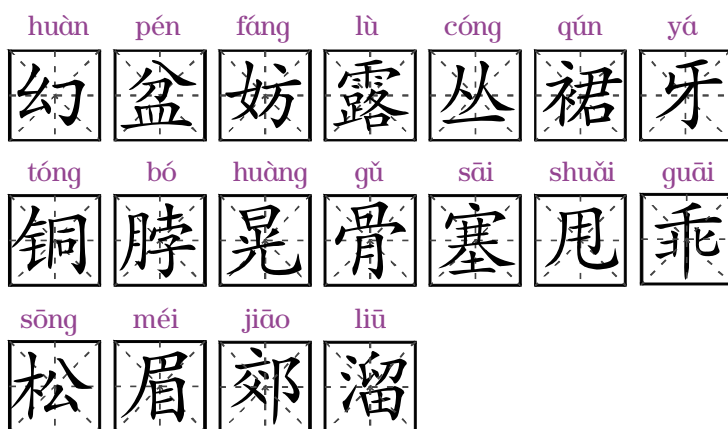 huàn pén fáng lù cóng qún yá
幻 盆 妨 露 丛 裙 牙
tóng bó huàng gǔ sāi shuǎi guāi
铜 脖 晃 骨 塞 甩 乖
sōng méi jiāo liū
松 眉 郊 溜